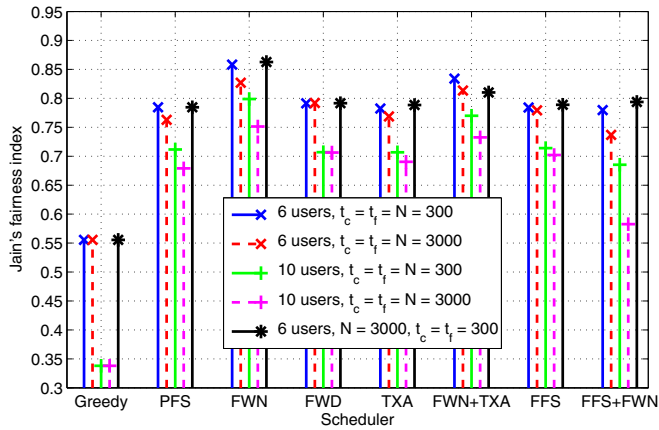 Jain's fairness index
0.95
0.9
0.85
0.8
0.75
0.7
0.65
0.6
0.55
0.5
0.45
0.4
0.35
0.3
6 users, t_c = t_f = N = 300
6 users, t_c = t_f = N = 3000
10 users, t_c = t_f = N = 300
10 users, t_c = t_f = N = 3000
6 users, N = 3000, t_c = t_f = 300
Greedy PFS FWN FWD TXA FWN+TXA FFS FFS+FWN
Scheduler